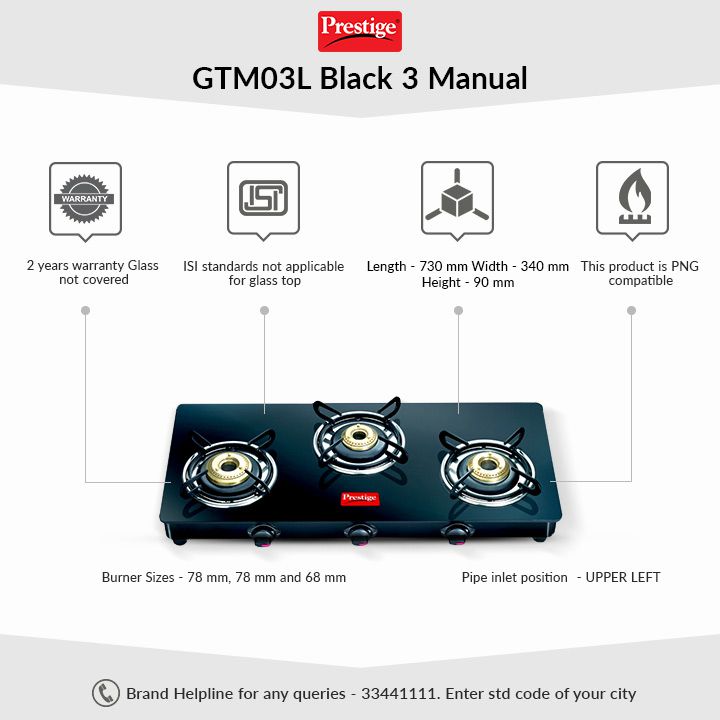 Prestige
GTM03L Black 3 Manual
WARRANTY
ISI
2 years warranty Glass
not covered
ISI standards not applicable
for glass top
Length - 730 mm Width - 340 mm
Height - 90 mm
This product is PNG
compatible
Prestige
Burner Sizes - 78 mm, 78 mm and 68 mm
Pipe inlet position - UPPER LEFT
Brand Helpline for any queries - 33441111. Enter std code of your city